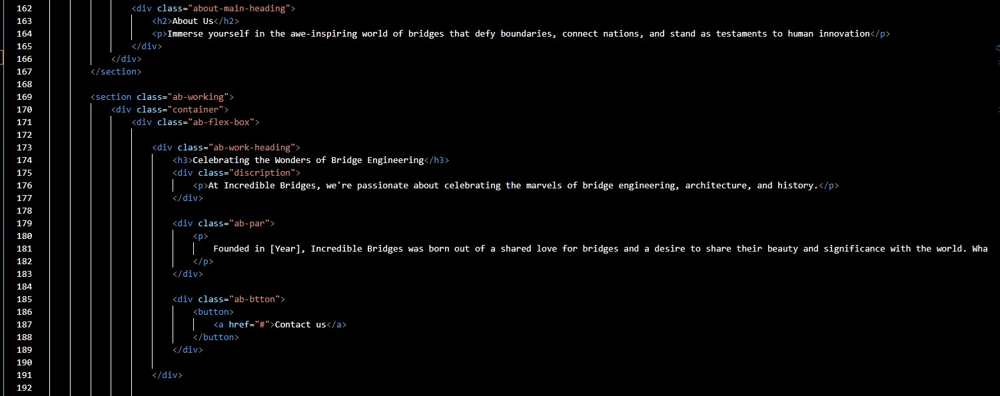 162 <div class="about-main-heading">
163 <h2>About Us</h2>
164 <p>Immerse yourself in the awe-inspiring world of bridges that defy boundaries, connect nations, and stand as testaments to human innovation</p>
165 </div>
166 </div>
167 </section>
168
169 <section class="ab-working">
170 <div class="container">
171 <div class="ab-flex-box">
172
173 <div class="ab-work-heading">
174 <h3>Celebrating the Wonders of Bridge Engineering</h3>
175 <div class="discription">
176 <p>At Incredible Bridges, we're passionate about celebrating the marvels of bridge engineering, architecture, and history.</p>
177 </div>
178
179 <div class="ab-par">
180 <p>
181 Founded in [Year], Incredible Bridges was born out of a shared love for bridges and a desire to share their beauty and significance with the world. Wha
182 </p>
183 </div>
184
185 <div class="ab-btton">
186 <button>
187 <a href="#">Contact us</a>
188 </button>
189 </div>
190
191 </div>
192